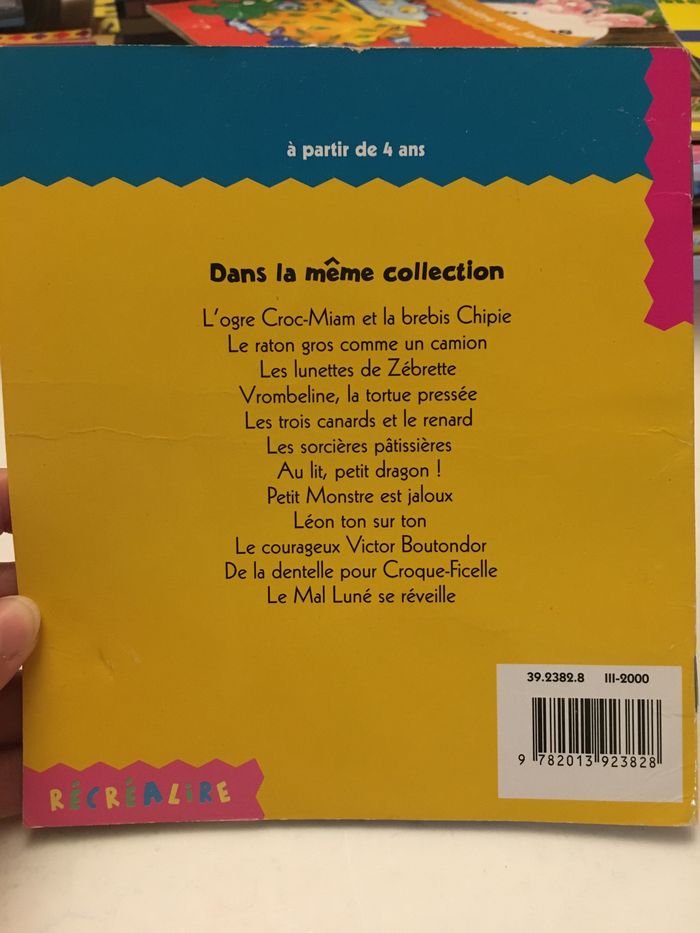 à partir de 4 ans
Dans la même collection
L'ogre Croc-Miam et la brebis Chipie
Le raton gros comme un camion
Les lunettes de Zébrette
Vrombeline, la tortue pressée
Les trois canards et le renard
Les sorcières pâtissières
Au lit, petit dragon !
Petit Monstre est jaloux
Léon ton sur ton
Le courageux Victor Boutondor
De la dentelle pour Croque-Ficelle
Le Mal Luné se réveille
39.2382.8 III-2000
9 782013 923828
RÉCRÉALIRE